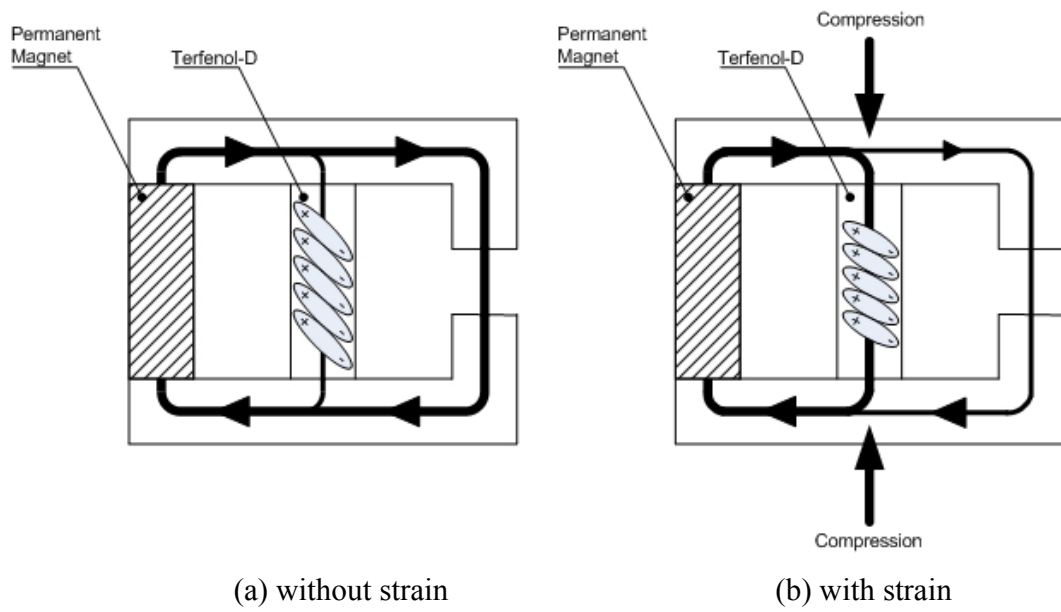 Permanent
Magnet
Terfenol-D
+ -
+ -
+ -
+ -
+ -
Compression
Permanent
Magnet
Terfenol-D
+ -
+ -
+ -
+ -
+ -
Compression
(a) without strain
(b) with strain